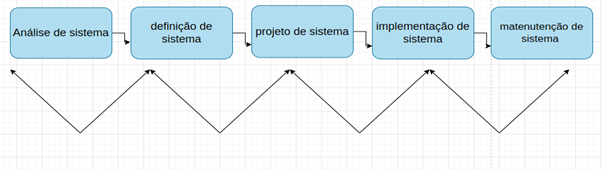 Análise de sistema
definição de
sistema
projeto de sistema
implementação de
sistema
matenutenção de
sistema